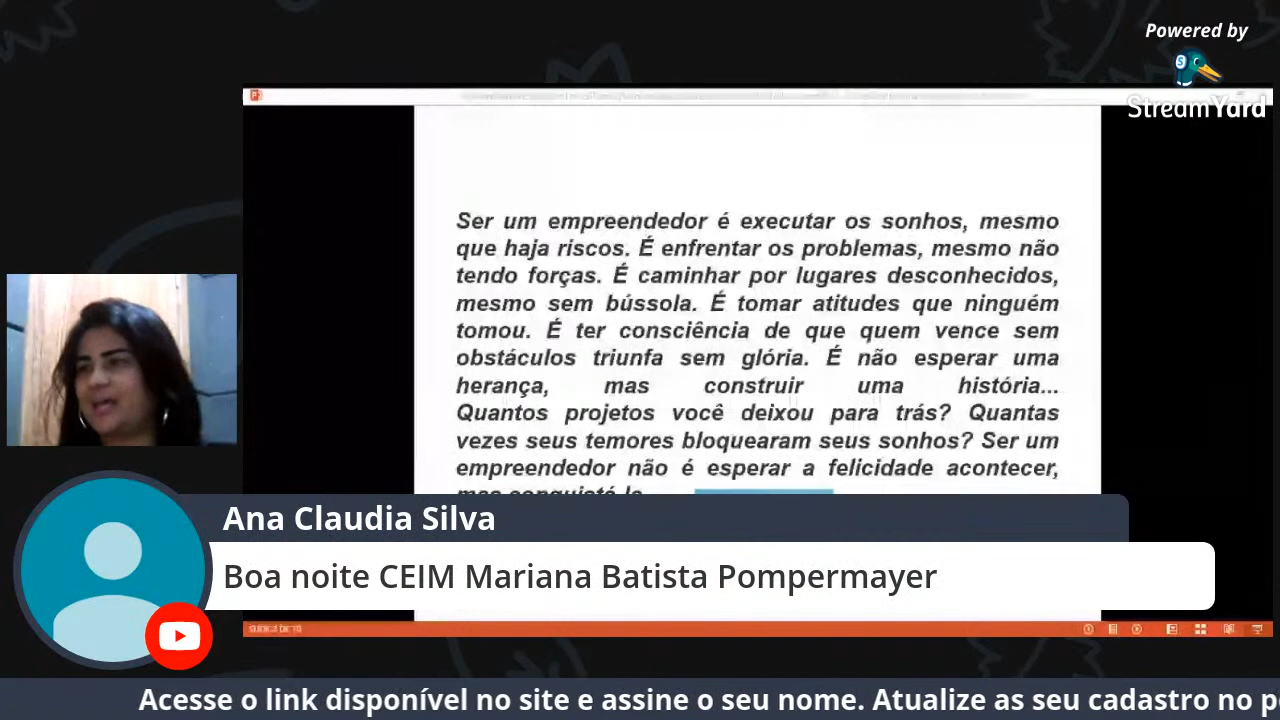 Powered by
StreamYard
Ser um empreendedor é executar os sonhos, mesmo
que haja riscos. É enfrentar os problemas, mesmo não
tendo forças. É caminhar por lugares desconhecidos,
mesmo sem bússola. É tomar atitudes que ninguém
tomou. É ter consciência de que quem vence sem
obstáculos triunfa sem glória. É não esperar uma
herança, mas construir uma história...
Quantos projetos você deixou para trás? Quantas
vezes seus temores bloquearam seus sonhos? Ser um
empreendedor não é esperar a felicidade acontecer,
mas conquistá-la.
Ana Claudia Silva
Boa noite CEIM Mariana Batista Pompermayer
Acesse o link disponível no site e assine o seu nome. Atualize as seu cadastro no p